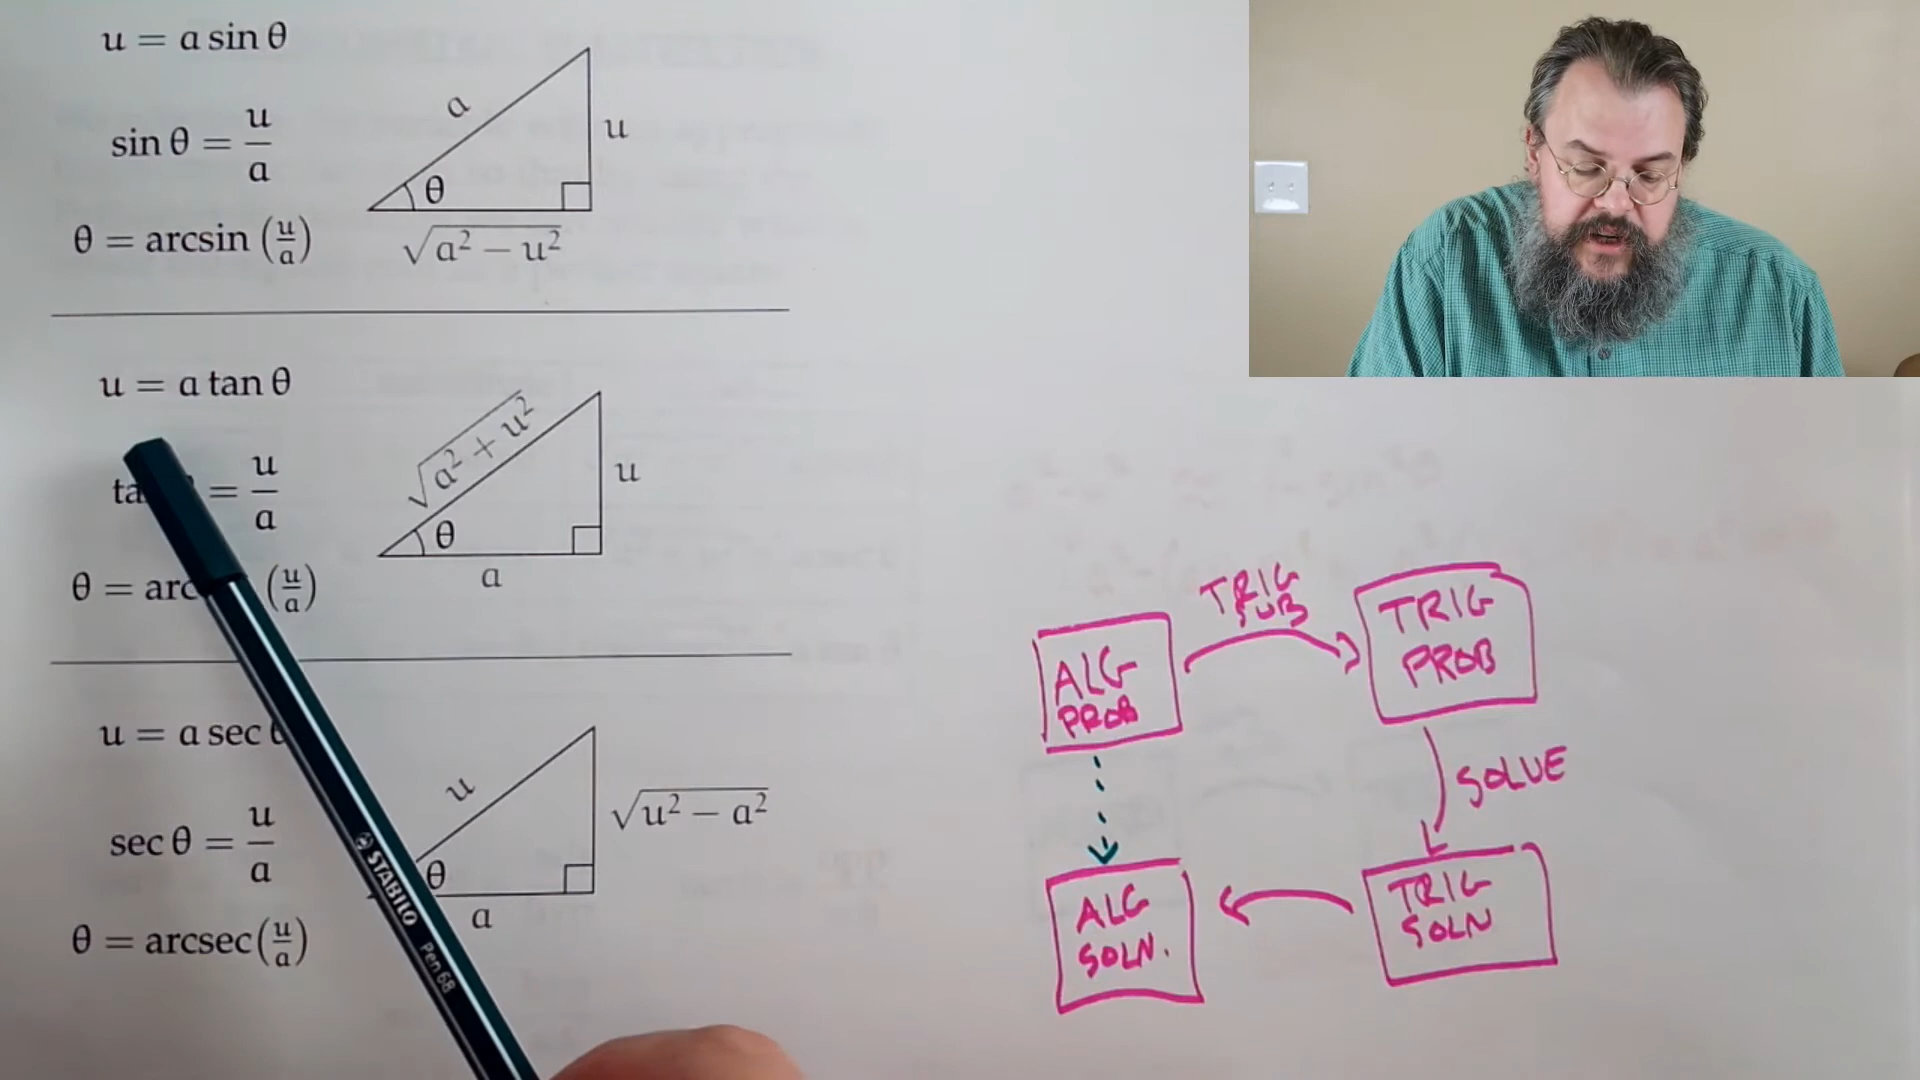 u = a sin θ
sin θ = u/a
θ = arcsin (u/a)
a
u
θ
√(a² − u²)
u = a tan θ
= u/a
θ = arc (u/a)
√(a² + u²)
u
θ
a
u = a sec
sec θ = u/a
θ = arcsec (u/a)
u
√(u² − a²)
θ
a
STABILO Pen 68
ALG
PROB
TRIG
SUB
TRIG
PROB
SOLVE
TRIG
SOLN
ALG
SOLN.